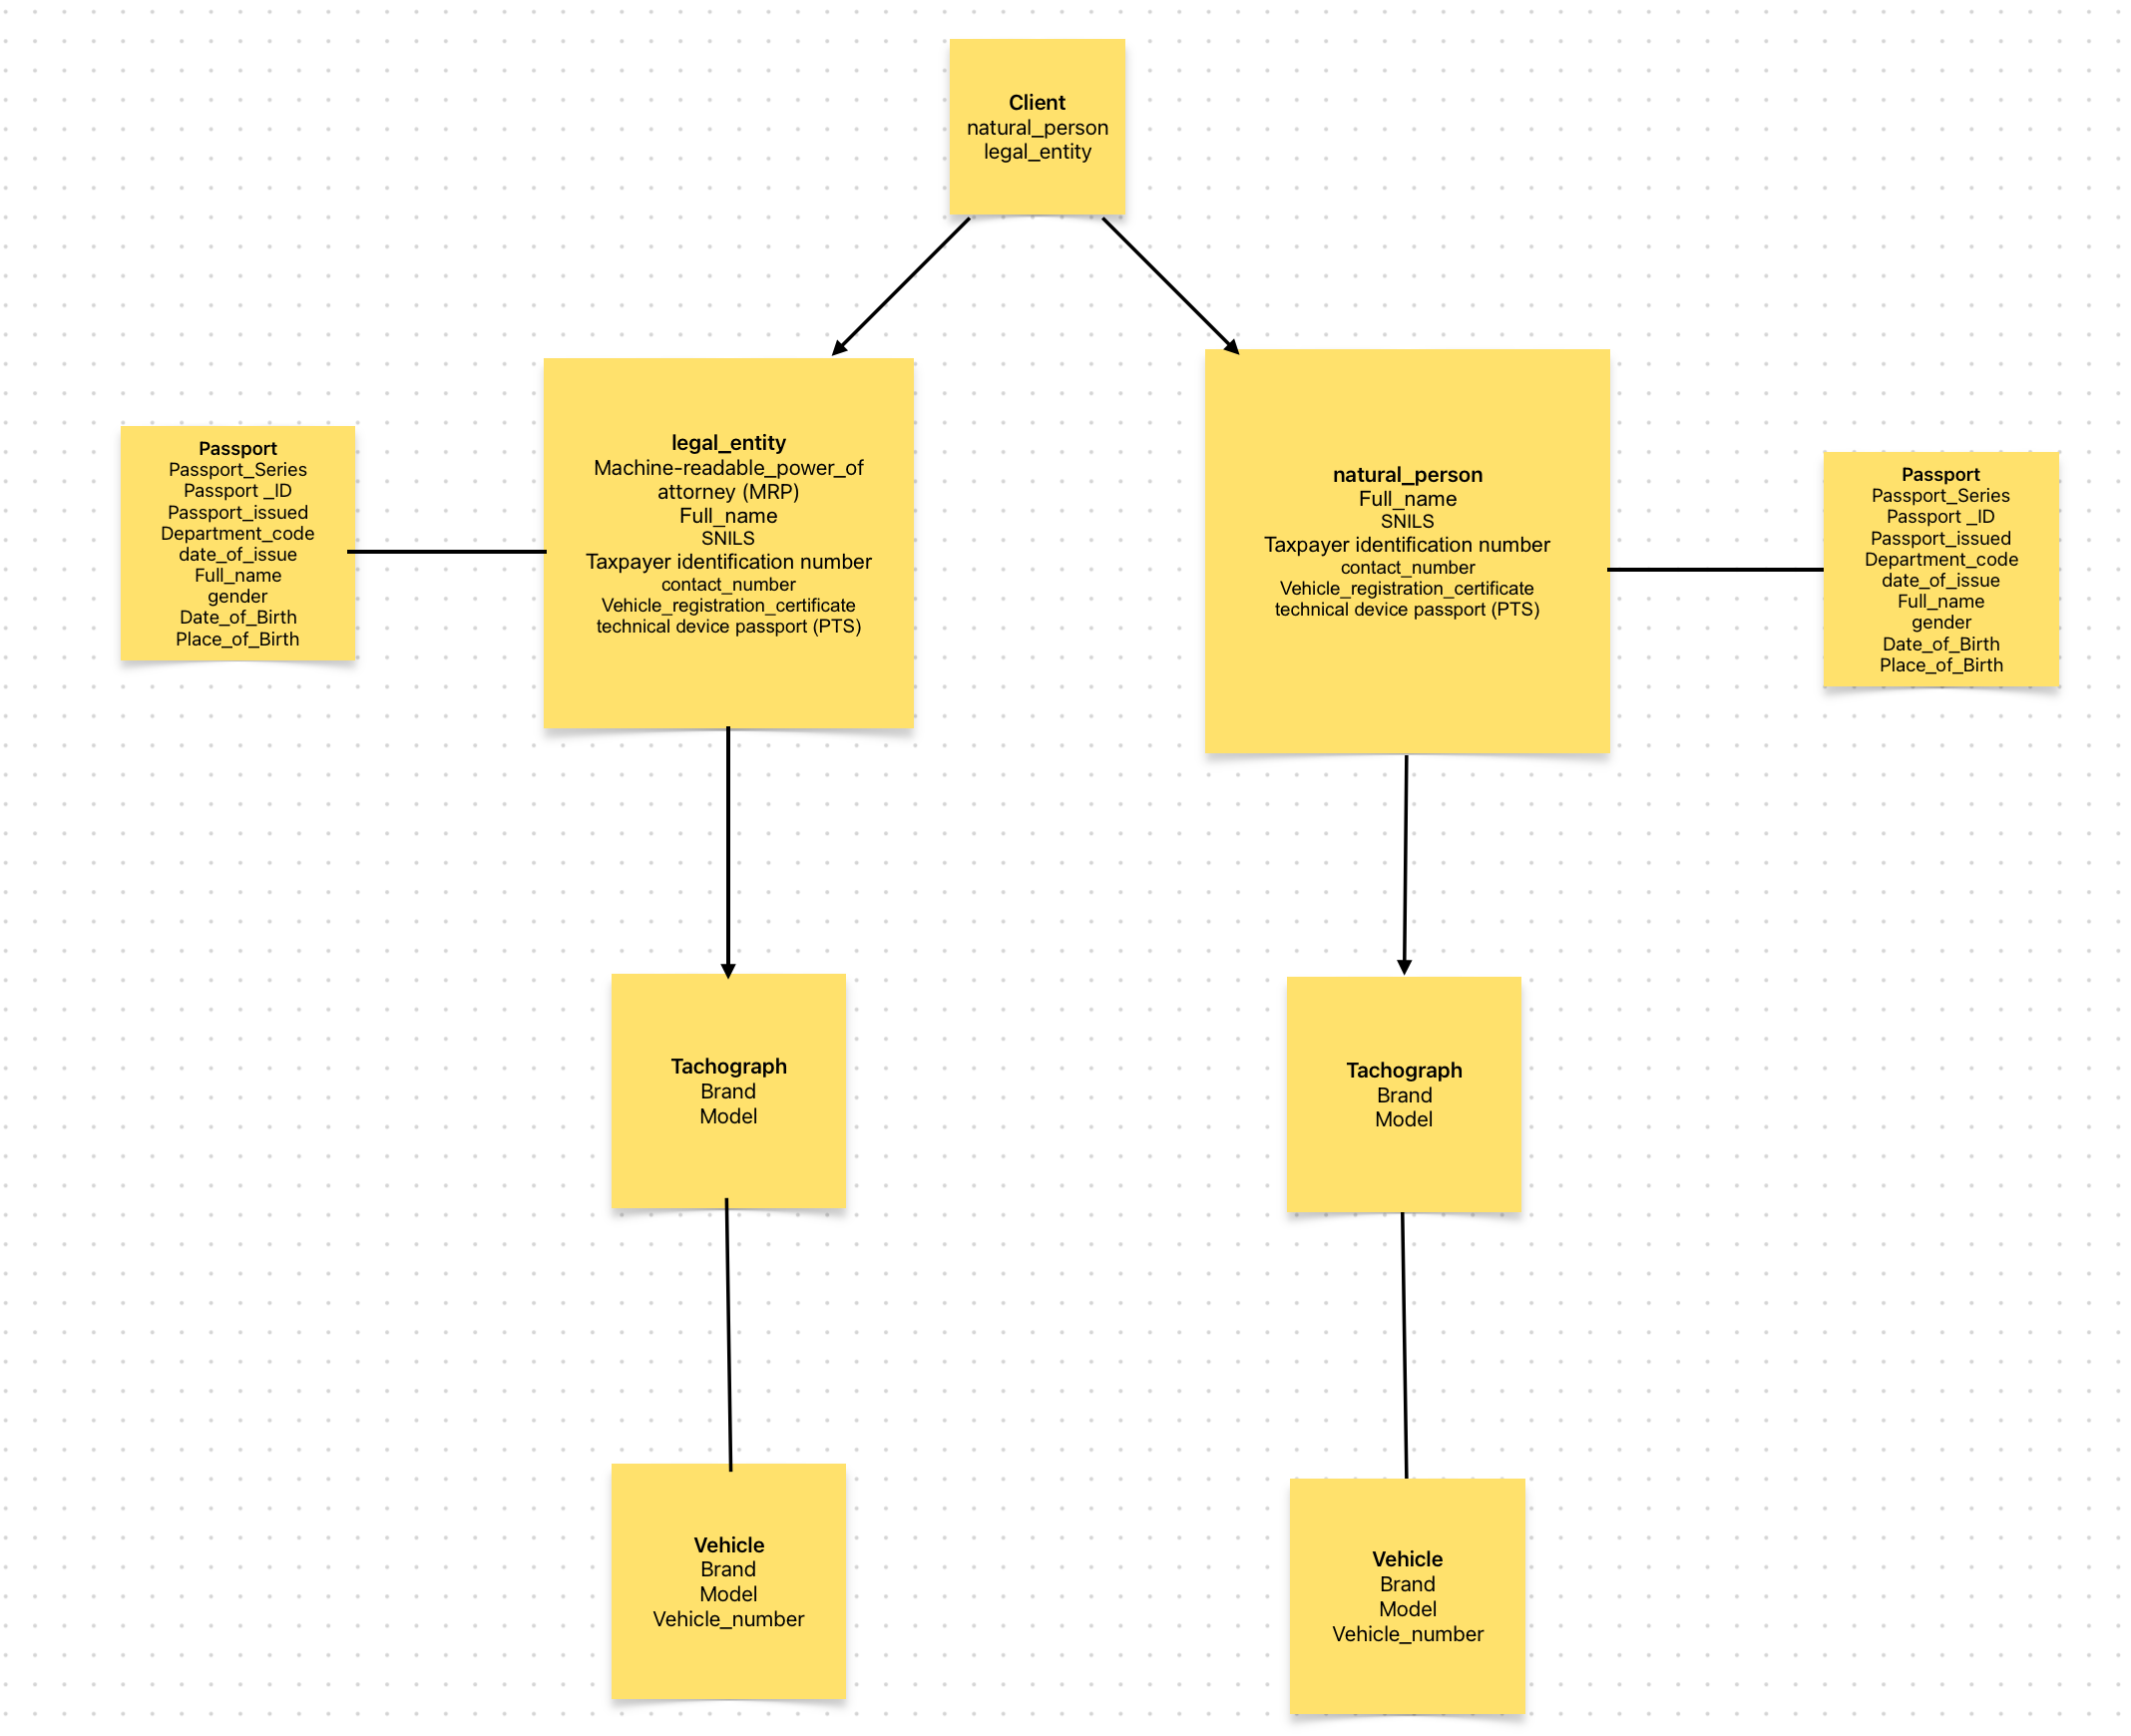 Client
natural_person
legal_entity
legal_entity
Machine-readable_power_of
attorney (MRP)
Full_name
SNILS
Taxpayer identification number
contact_number
Vehicle_registration_certificate
technical device passport (PTS)
natural_person
Full_name
SNILS
Taxpayer identification number
contact_number
Vehicle_registration_certificate
technical device passport (PTS)
Passport
Passport_Series
Passport _ID
Passport_issued
Department_code
date_of_issue
Full_name
gender
Date_of_Birth
Place_of_Birth
Passport
Passport_Series
Passport _ID
Passport_issued
Department_code
date_of_issue
Full_name
gender
Date_of_Birth
Place_of_Birth
Tachograph
Brand
Model
Tachograph
Brand
Model
Vehicle
Brand
Model
Vehicle_number
Vehicle
Brand
Model
Vehicle_number